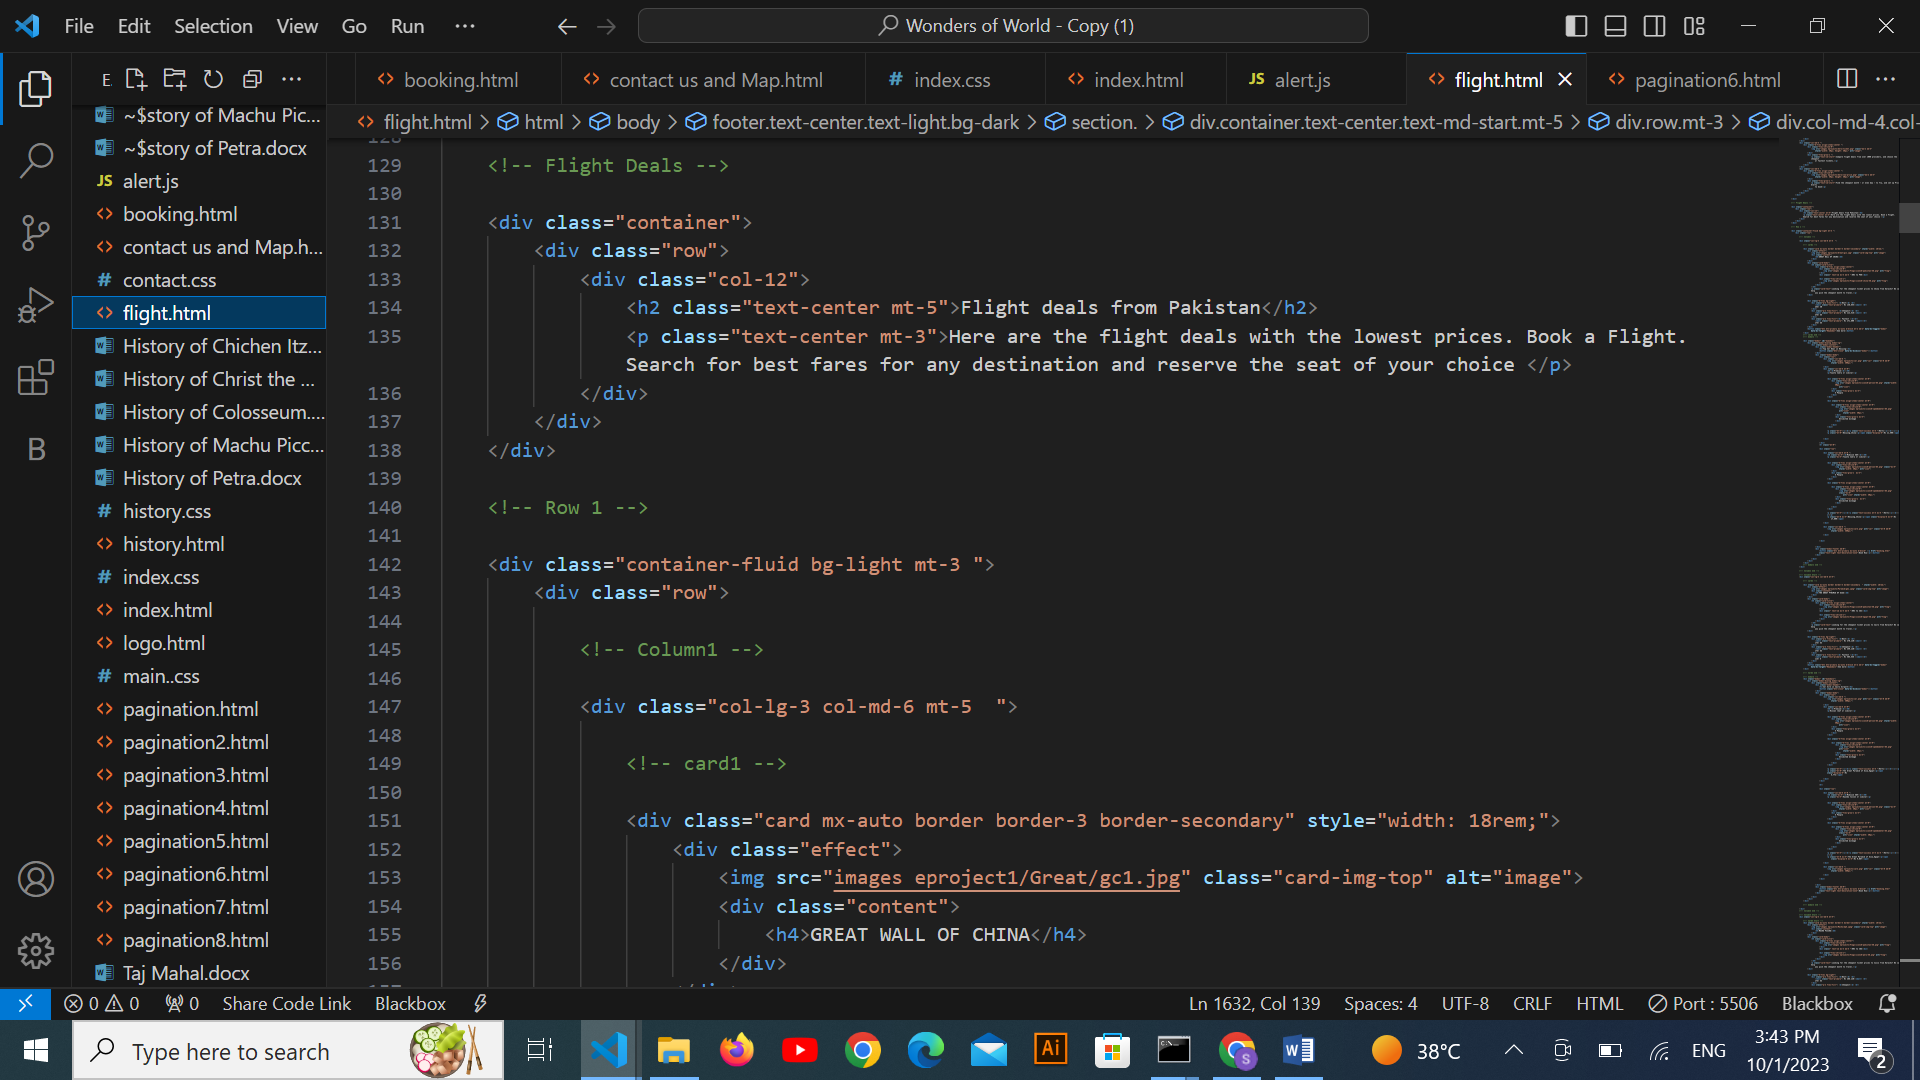 File Edit Selection View Go Run ···
Wonders of World - Copy (1)
E
booking.html
contact us and Map.html
# index.css
index.html
JS alert.js
flight.html
pagination6.html
flight.html > html > body > footer.text-center.text-light.bg-dark > section. > div.container.text-center.text-md-start.mt-5 > div.row.mt-3 > div.col-md-4.col-
~$story of Machu Pic...
~$story of Petra.docx
JS alert.js
booking.html
contact us and Map.h...
# contact.css
flight.html
History of Chichen Itz...
History of Christ the ...
History of Colosseum....
History of Machu Picc...
History of Petra.docx
# history.css
history.html
# index.css
index.html
logo.html
# main..css
pagination.html
pagination2.html
pagination3.html
pagination4.html
pagination5.html
pagination6.html
pagination7.html
pagination8.html
Taj Mahal.docx
B
129 <!-- Flight Deals -->
130
131 <div class="container">
132 <div class="row">
133 <div class="col-12">
134 <h2 class="text-center mt-5">Flight deals from Pakistan</h2>
135 <p class="text-center mt-3">Here are the flight deals with the lowest prices. Book a Flight.
Search for best fares for any destination and reserve the seat of your choice </p>
136 </div>
137 </div>
138 </div>
139
140 <!-- Row 1 -->
141
142 <div class="container-fluid bg-light mt-3 ">
143 <div class="row">
144
145 <!-- Column1 -->
146
147 <div class="col-lg-3 col-md-6 mt-5  ">
148
149 <!-- card1 -->
150
151 <div class="card mx-auto border border-3 border-secondary" style="width: 18rem;">
152 <div class="effect">
153 <img src="images eproject1/Great/gc1.jpg" class="card-img-top" alt="image">
154 <div class="content">
155 <h4>GREAT WALL OF CHINA</h4>
156 </div>
0 0 0 Share Code Link Blackbox
Ln 1632, Col 139 Spaces: 4 UTF-8 CRLF HTML Port : 5506 Blackbox
Type here to search
Ai
S
W
38°C
ENG
3:43 PM
10/1/2023
2